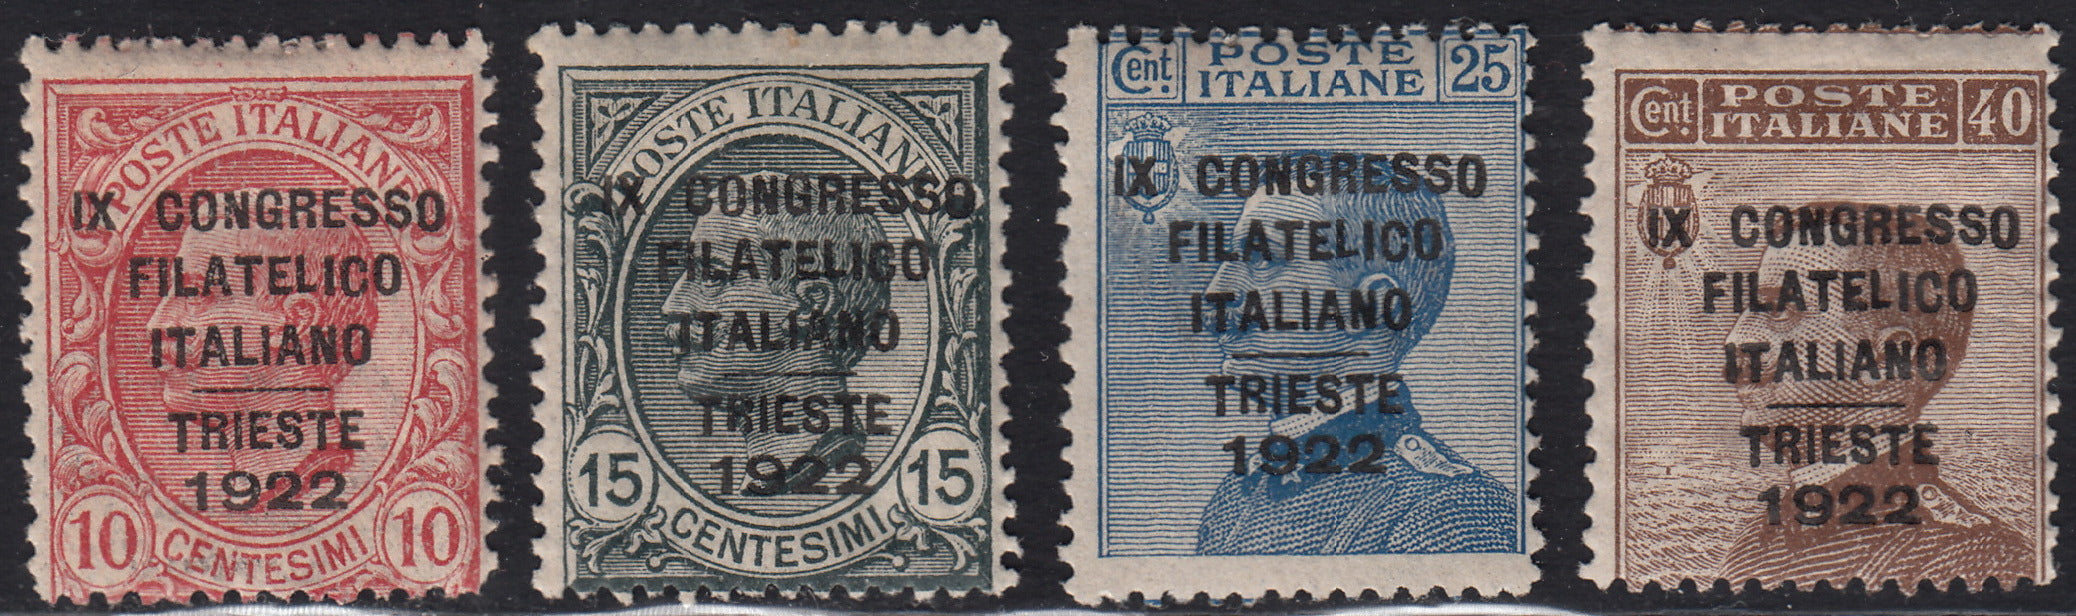 POSTE ITALIANE
IX CONGRESSO
FILATELICO
ITALIANO
TRIESTE
1922
10 CENTESIMI 10
POSTE ITALIANE
IX CONGRESSO
FILATELICO
ITALIANO
TRIESTE
1922
15 CENTESIMI 15
Cent. POSTE ITALIANE 25
IX CONGRESSO
FILATELICO
ITALIANO
TRIESTE
1922
Cent. POSTE ITALIANE 40
IX CONGRESSO
FILATELICO
ITALIANO
TRIESTE
1922